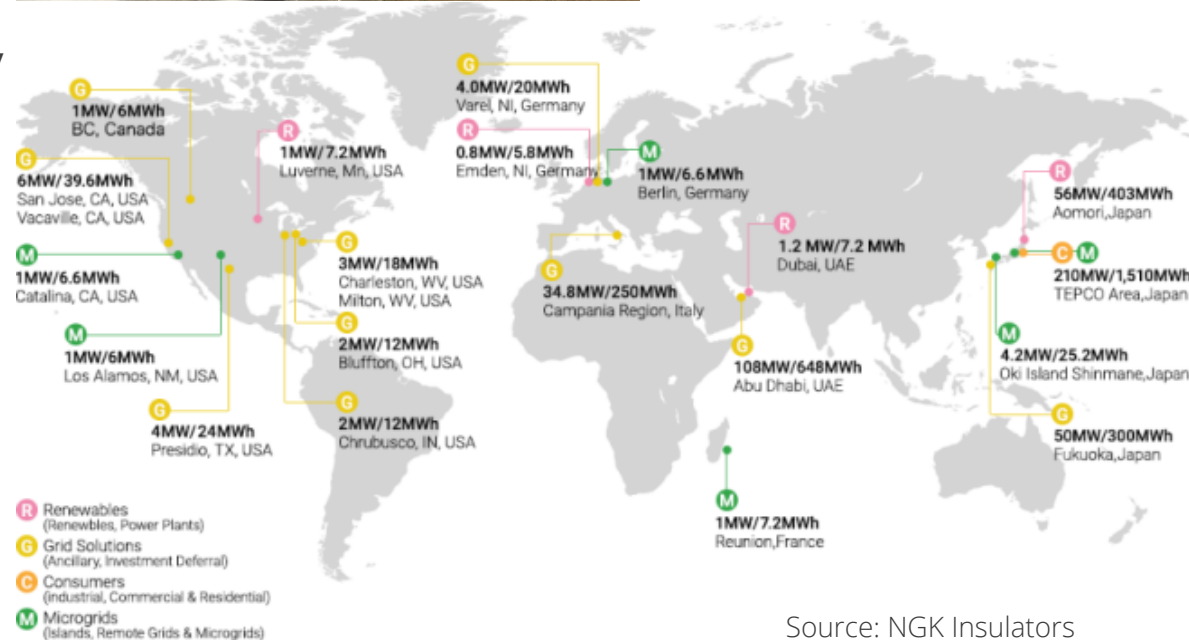 G
1MW/6MWh
BC, Canada
G
6MW/39.6MWh
San Jose, CA, USA
Vacaville, CA, USA
M
1MW/6.6MWh
Catalina, CA, USA
M
1MW/6MWh
Los Alamos, NM, USA
G
4MW/24MWh
Presidio, TX, USA
R
1MW/7.2MWh
Luverne, Mn, USA
G
3MW/18MWh
Charleston, WV, USA
Milton, WV, USA
G
2MW/12MWh
Bluffton, OH, USA
G
2MW/12MWh
Chrubusco, IN, USA
G
4.0MW/20MWh
Varel, NI, Germany
R
0.8MW/5.8MWh
Emden, NI, Germany
M
1MW/6.6MWh
Berlin, Germany
G
34.8MW/250MWh
Campania Region, Italy
R
1.2 MW/7.2 MWh
Dubai, UAE
G
108MW/648MWh
Abu Dhabi, UAE
M
1MW/7.2MWh
Reunion,France
R
56MW/403MWh
Aomori,Japan
C M
210MW/1,510MWh
TEPCO Area,Japan
M
4.2MW/25.2MWh
Oki Island Shinmane,Japan
G
50MW/300MWh
Fukuoka,Japan
R Renewables
(Renewbles, Power Plants)
G Grid Solutions
(Ancillary, Investment Deferral)
C Consumers
(industrial, Commercial & Residential)
M Microgrids
(Islands, Remote Grids & Microgrids)
Source: NGK Insulators